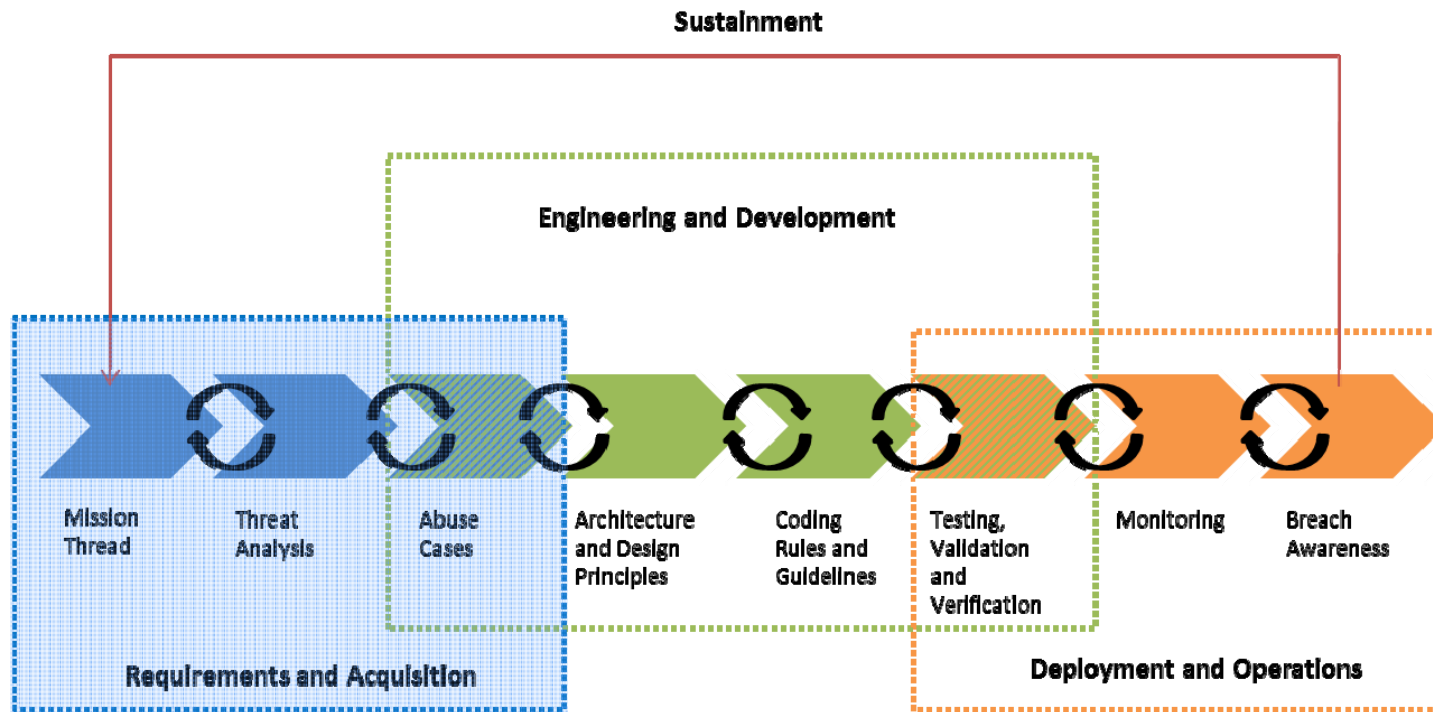 Sustainment
Engineering and Development
Mission
Thread
Threat
Analysis
Abuse
Cases
Architecture
and Design
Principles
Coding
Rules and
Guidelines
Testing,
Validation
and
Verification
Monitoring
Breach
Awareness
Requirements and Acquisition
Deployment and Operations